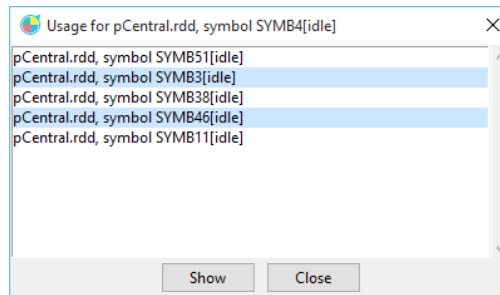 Usage for pCentral.rdd, symbol SYMB4[idle]
pCentral.rdd, symbol SYMB51[idle]
pCentral.rdd, symbol SYMB3[idle]
pCentral.rdd, symbol SYMB38[idle]
pCentral.rdd, symbol SYMB46[idle]
pCentral.rdd, symbol SYMB11[idle]
Show Close